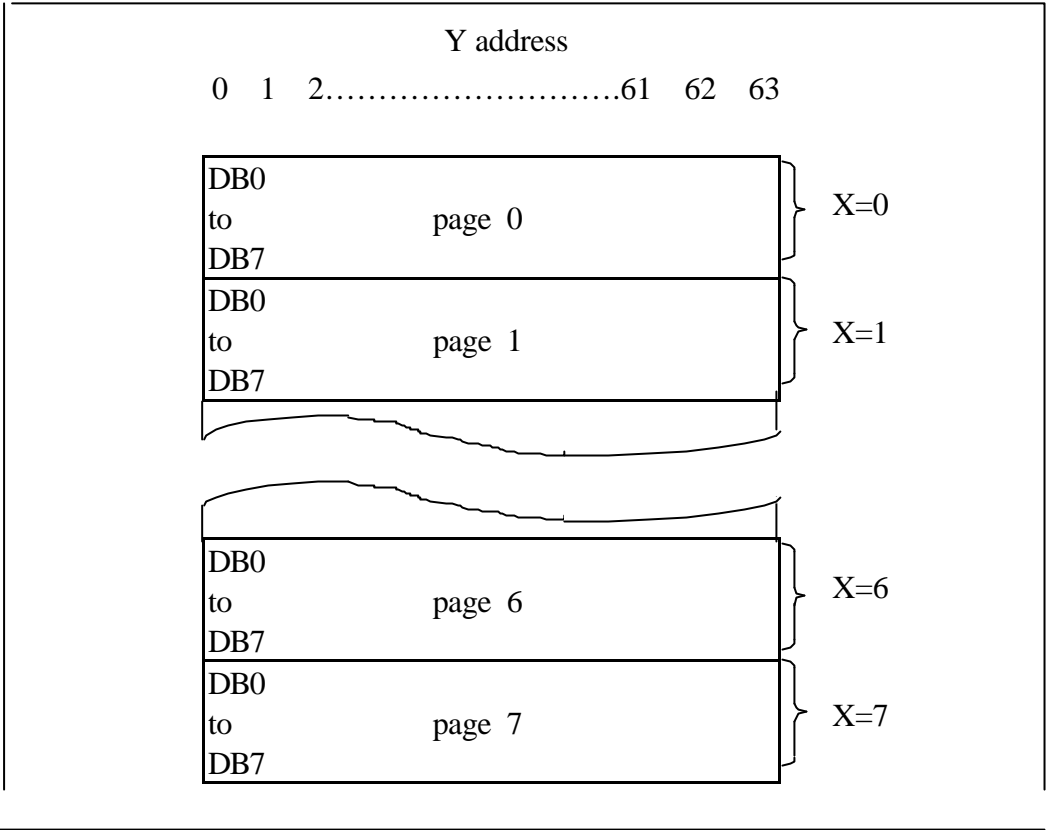 Y address
0 1 2………………………61 62 63
DB0
to page 0 X=0
DB7
DB0
to page 1 X=1
DB7
DB0
to page 6 X=6
DB7
DB0
to page 7 X=7
DB7